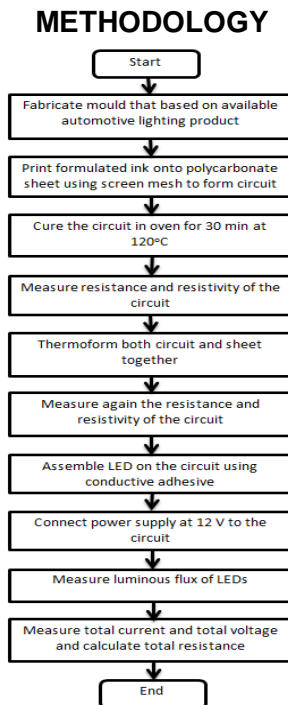 METHODOLOGY
Start
Fabricate mould that based on available
automotive lighting product
Print formulated ink onto polycarbonate
sheet using screen mesh to form circuit
Cure the circuit in oven for 30 min at
120°C
Measure resistance and resistivity of the
circuit
Thermoform both circuit and sheet
together
Measure again the resistance and
resistivity of the circuit
Assemble LED on the circuit using
conductive adhesive
Connect power supply at 12 V to the
circuit
Measure luminous flux of LEDs
Measure total current and total voltage
and calculate total resistance
End